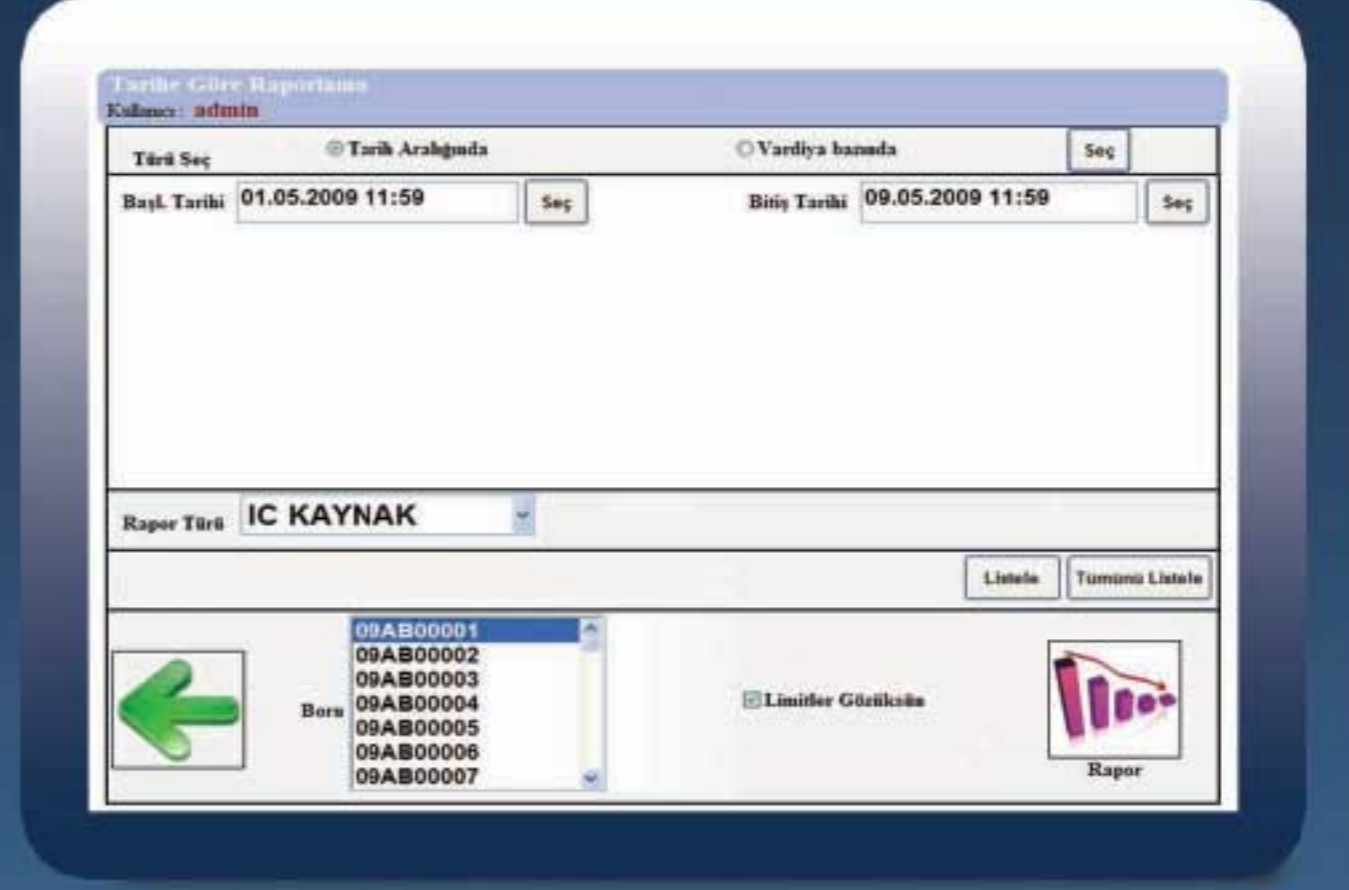 Tarihe Göre Raporlama
Kullanıcı : admin
Türü Seç Tarih Aralığında Vardiya bazında Seç
Başl. Tarihi 01.05.2009 11:59 Seç Bitiş Tarihi 09.05.2009 11:59 Seç
Rapor Türü IC KAYNAK
Listele Tümünü Listele
09AB00001
09AB00002
09AB00003
Boru 09AB00004 Limitler Gözüksün
09AB00005
09AB00006
09AB00007
Rapor